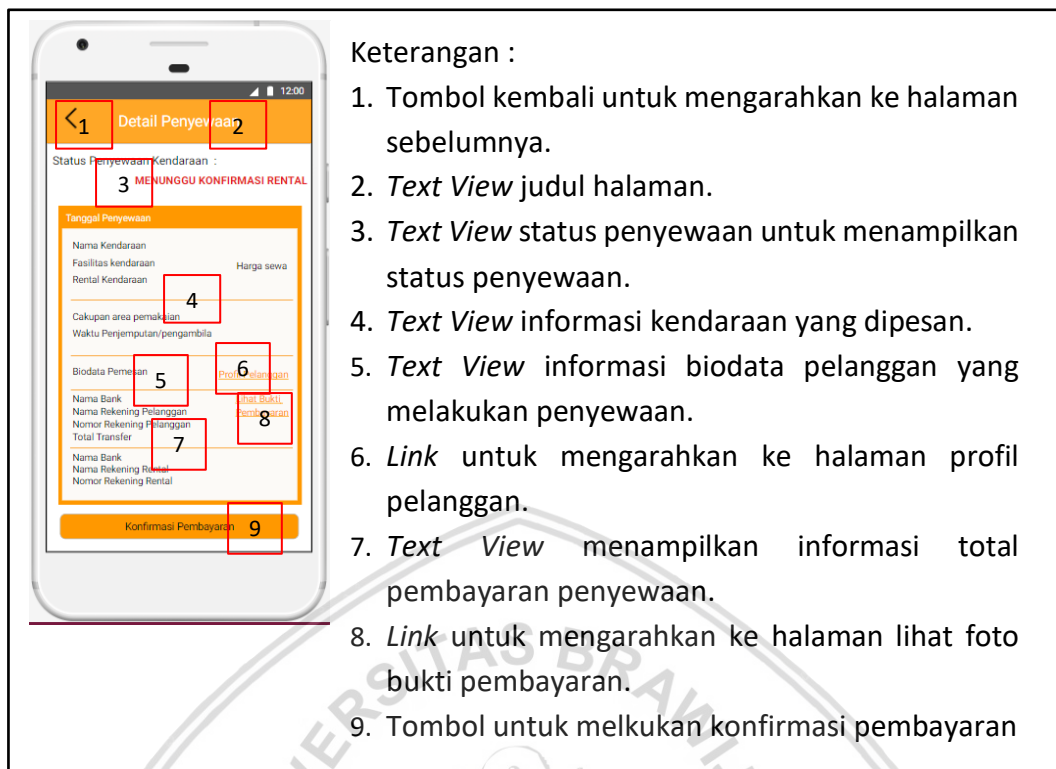 12:00
1 Detail Penyewaan 2
Status Penyewaan Kendaraan :
3 MENUNGGU KONFIRMASI RENTAL
Tanggal Penyewaan
Nama Kendaraan
Fasilitas kendaraan Harga sewa
Rental Kendaraan
4
Cakupan area pemakaian
Waktu Penjemputan/pengambila
Biodata Pemesan 5 Profil Pelanggan 6
Nama Bank Lihat Bukti
Nama Rekening Pelanggan Pembayaran
Nomor Rekening Pelanggan 8
Total Transfer 7
Nama Bank
Nama Rekening Rental
Nomor Rekening Rental
Konfirmasi Pembayaran 9
Keterangan :
1. Tombol kembali untuk mengarahkan ke halaman
sebelumnya.
2. Text View judul halaman.
3. Text View status penyewaan untuk menampilkan
status penyewaan.
4. Text View informasi kendaraan yang dipesan.
5. Text View informasi biodata pelanggan yang
melakukan penyewaan.
6. Link untuk mengarahkan ke halaman profil
pelanggan.
7. Text View menampilkan informasi total
pembayaran penyewaan.
8. Link untuk mengarahkan ke halaman lihat foto
bukti pembayaran.
9. Tombol untuk melkukan konfirmasi pembayaran